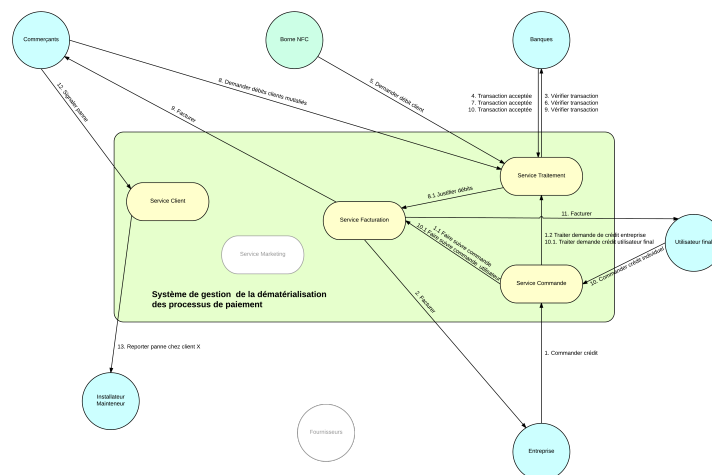 Commerçants
Borne NFC
Banques
8. Demander débits clients mutualiés
5. Demander débit client
4. Transaction acceptée
7. Transaction acceptée
10. Transaction acceptée
3. Vérifier transaction
6. Vérifier transaction
9. Vérifier transaction
12. Signaler panne
9. Facturer
Service Traitement
8.1 Justifier débits
Service Client
Service Facturation
11. Facturer
Service Marketing
1.1 Faire suivre commande
10.1 Faire suivre commande utilisateur
1.2 Traiter demande de crédit entreprise
10.1. Traiter demande crédit utilisateur final
Utilisateur final
10. Commander crédit individuel
Service Commande
Système de gestion de la dématérialisation
des processus de paiement
2. Facturer
13. Reporter panne chez client X
1. Commander crédit
Installateur
Mainteneur
Fournisseurs
Entreprise